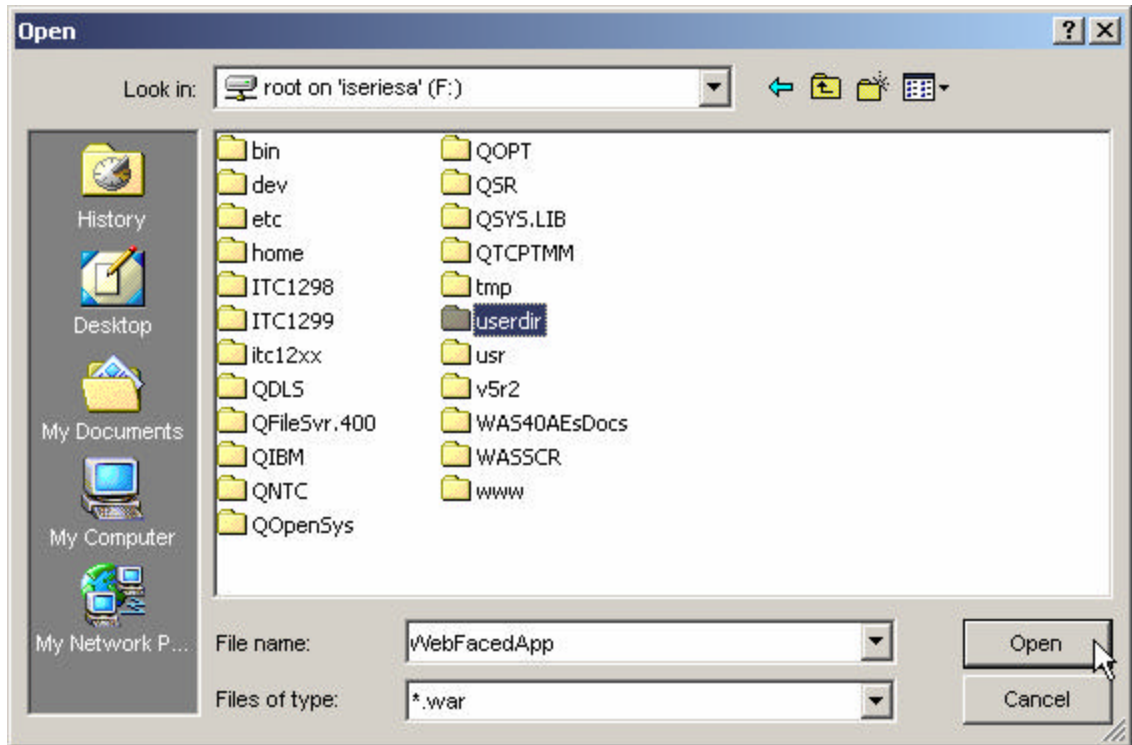 Open
Look in: root on 'iseriesa' (F:)
History
Desktop
My Documents
My Computer
My Network P...
bin
dev
etc
home
ITC1298
ITC1299
itc12xx
QDLS
QFileSvr.400
QIBM
QNTC
QOpenSys
QOPT
QSR
QSYS.LIB
QTCPTMM
tmp
userdir
usr
v5r2
WAS40AEsDocs
WASSCR
www
File name: WebFacedApp
Open
Files of type: *.war
Cancel